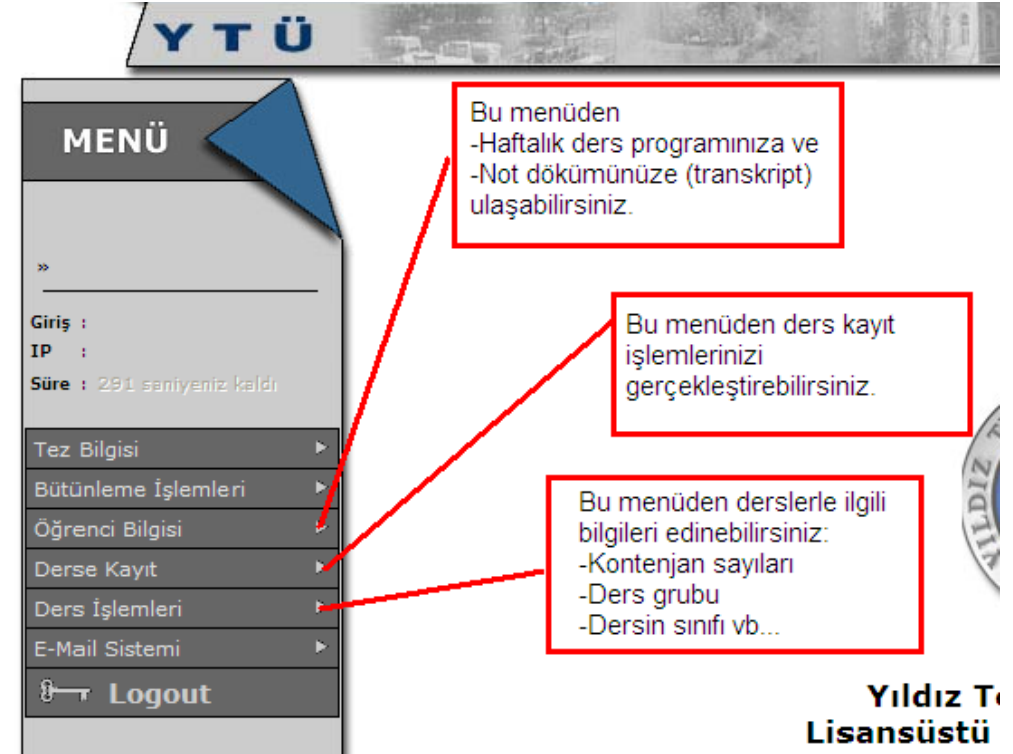 YTÜ
MENÜ
»
Giriş :
IP :
Süre : 291 saniyeniz kaldı
Tez Bilgisi
Bütünleme İşlemleri
Öğrenci Bilgisi
Derse Kayıt
Ders İşlemleri
E-Mail Sistemi
Logout
Bu menüden
-Haftalık ders programınıza ve
-Not dökümünüze (transkript)
ulaşabilirsiniz.
Bu menüden ders kayıt
işlemlerinizi
gerçekleştirebilirsiniz.
Bu menüden derslerle ilgili
bilgileri edinebilirsiniz:
-Kontenjan sayıları
-Ders grubu
-Dersin sınıfı vb...
YILDIZ
Yıldız
Lisansüstü